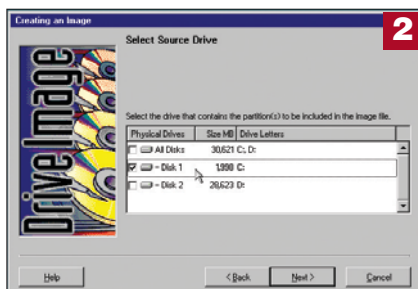 Creating an Image
2
Drive Image
Select Source Drive
Select the drive that contains the partition(s) to be included in the image file.
Physical Drives Size MB Drive Letters
All Disks 30,621 C:, D:
- Disk 1 1,998 C:
- Disk 2 28,623 D:
Help
< Back
Next >
Cancel